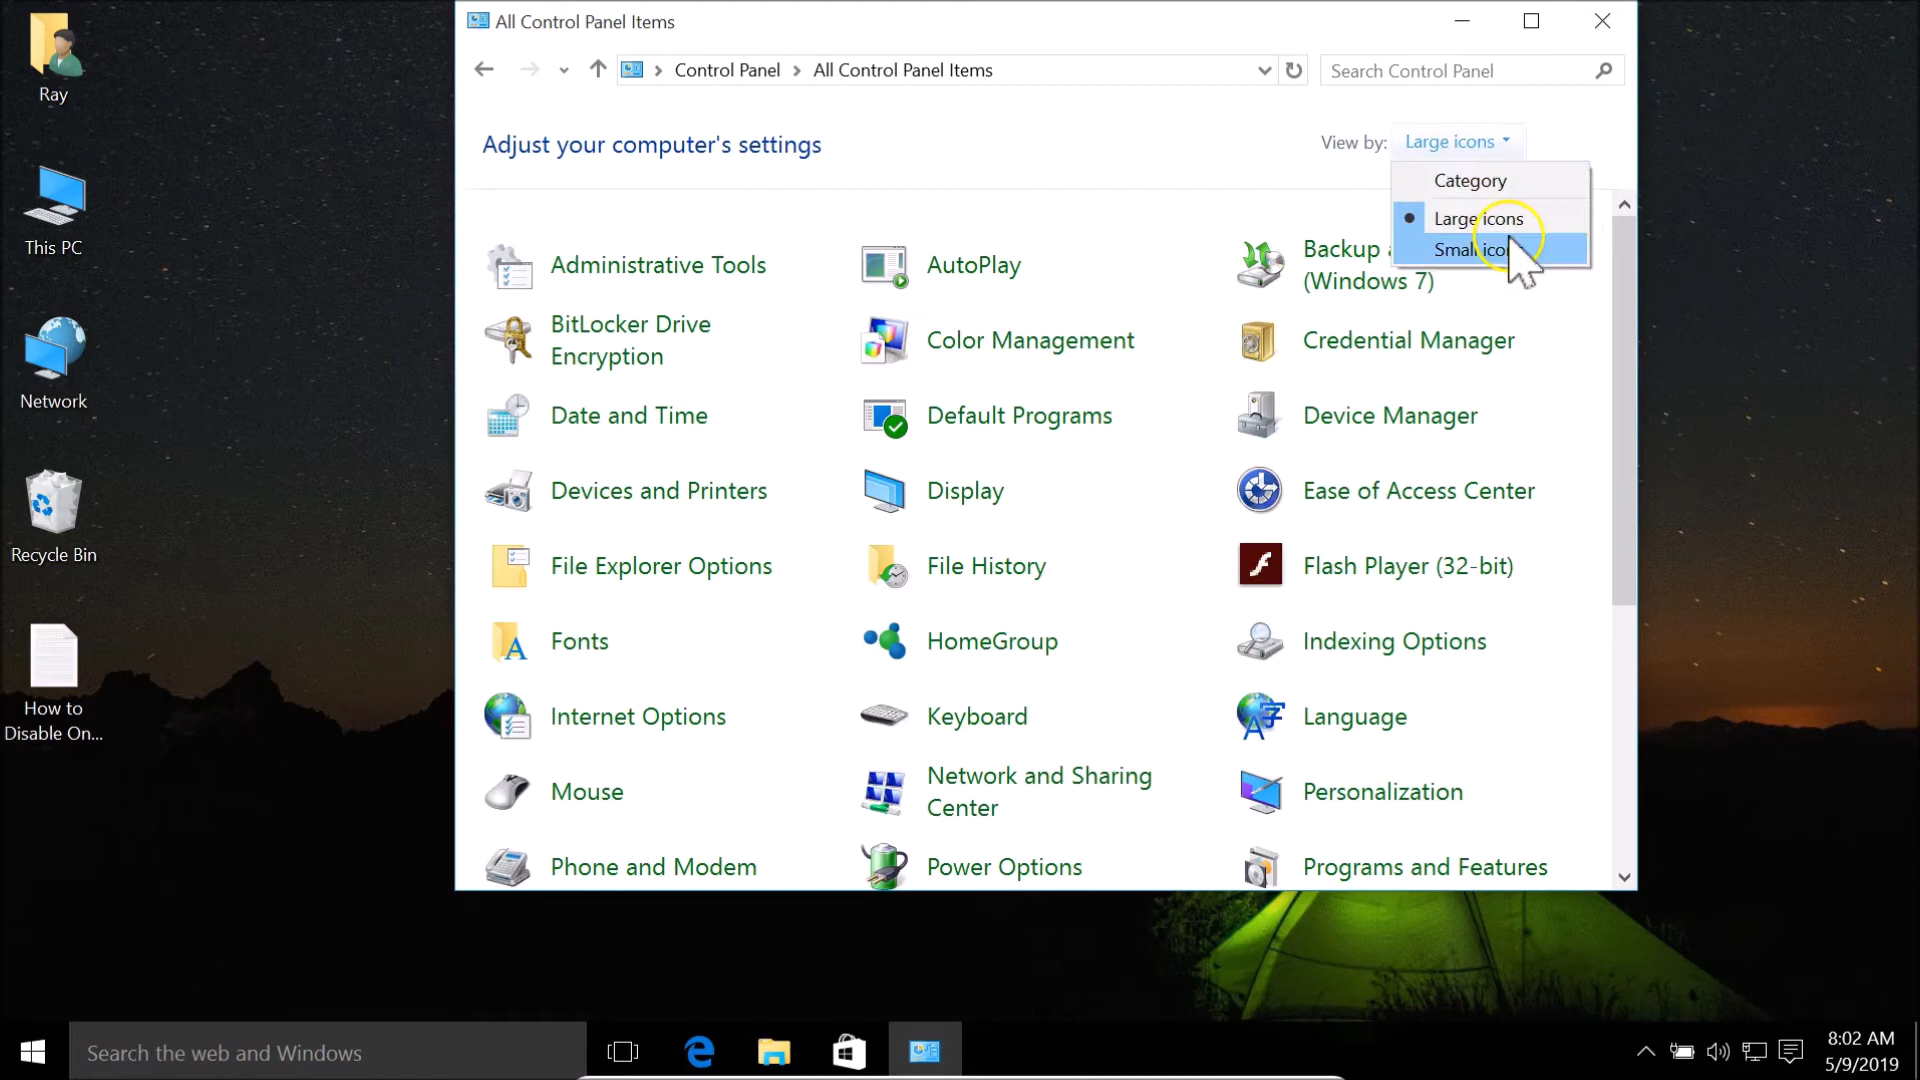 All Control Panel Items
Control Panel
All Control Panel Items
Search Control Panel
Adjust your computer's settings
View by:
Large icons
Category
Large icons
Small
Administrative Tools
AutoPlay
Backup
(Windows 7)
BitLocker Drive
Encryption
Color Management
Credential Manager
Date and Time
Default Programs
Device Manager
Devices and Printers
Display
Ease of Access Center
File Explorer Options
File History
Flash Player (32-bit)
Fonts
HomeGroup
Indexing Options
Internet Options
Keyboard
Language
Mouse
Network and Sharing
Center
Personalization
Phone and Modem
Power Options
Programs and Features
Ray
This PC
Network
Recycle Bin
How to
Disable On...
Search the web and Windows
8:02 AM
5/9/2019